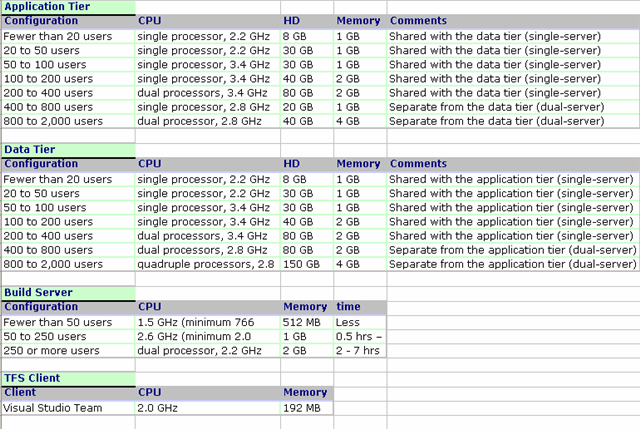 Application Tier
Configuration CPU HD Memory Comments
Fewer than 20 users single processor, 2.2 GHz 8 GB 1 GB Shared with the data tier (single-server)
20 to 50 users single processor, 2.2 GHz 30 GB 1 GB Shared with the data tier (single-server)
50 to 100 users single processor, 3.4 GHz 30 GB 1 GB Shared with the data tier (single-server)
100 to 200 users single processor, 3.4 GHz 40 GB 2 GB Shared with the data tier (single-server)
200 to 400 users dual processors, 3.4 GHz 80 GB 2 GB Shared with the data tier (single-server)
400 to 800 users single processor, 2.8 GHz 20 GB 1 GB Separate from the data tier (dual-server)
800 to 2,000 users dual processor, 2.8 GHz 40 GB 4 GB Separate from the data tier (dual-server)
Data Tier
Configuration CPU HD Memory Comments
Fewer than 20 users single processor, 2.2 GHz 8 GB 1 GB Shared with the application tier (single-server)
20 to 50 users single processor, 2.2 GHz 30 GB 1 GB Shared with the application tier (single-server)
50 to 100 users single processor, 3.4 GHz 30 GB 1 GB Shared with the application tier (single-server)
100 to 200 users single processor, 3.4 GHz 40 GB 2 GB Shared with the application tier (single-server)
200 to 400 users dual processors, 3.4 GHz 80 GB 2 GB Shared with the application tier (single-server)
400 to 800 users dual processors, 2.8 GHz 80 GB 2 GB Separate from the application tier (dual-server)
800 to 2,000 users quadruple processors, 2.8 150 GB 4 GB Separate from the application tier (dual-server)
Build Server
Configuration CPU Memory time
Fewer than 50 users 1.5 GHz (minimum 766 512 MB Less
50 to 250 users 2.6 GHz (minimum 2.0 1 GB 0.5 hrs –
250 or more users dual processor, 2.2 GHz 2 GB 2 - 7 hrs
TFS Client
Client CPU Memory
Visual Studio Team 2.0 GHz 192 MB